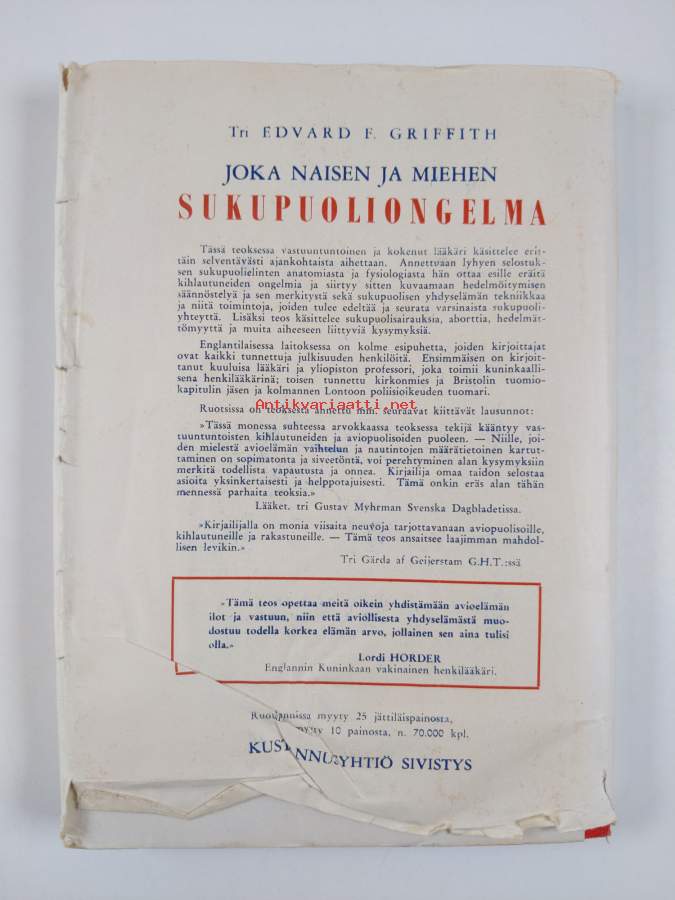 Tri EDVARD F. GRIFFITH
JOKA NAISEN JA MIEHEN
SUKUPUOLIONGELMA
Tässä teoksessa vastuuntuntoinen ja kokenut lääkäri käsittelee erit-
täin selventävästi ajankohtaista aihettaan. Annettuaan lyhyen selostuk-
sen sukupuolielinten anatomiasta ja fysiologiasta hän ottaa esille eräitä
kihlautuneiden ongelmia ja siirtyy sitten kuvaamaan hedelmöitymisen
säännöstelyä ja sen merkitystä sekä sukupuolisen yhdyselämän tekniikkaa
ja niitä toimintoja, joiden tulee edeltää ja seurata varsinaista sukupuoli-
yhteyttä. Lisäksi teos käsittelee sukupuolisairauksia, aborttia, hedelmät-
tömyyttä ja muita aiheeseen liittyviä kysymyksiä.
Englantilaisessa laitoksessa on kolme esipuhetta, joiden kirjoittajat
ovat kaikki tunnettuja julkisuuden henkilöitä. Ensimmäisen on kirjoit-
tanut kuuluisa lääkäri ja yliopiston professori, joka toimii kuninkaalli-
sena henkilääkärinä; toisen tunnettu kirkonmies ja Bristolin tuomio-
kapitulin jäsen ja kolmannen Lontoon poliisioikeuden tuomari.
Antikvariaatti.net
Ruotsissa on teoksesta annettu mm. seuraavat kiittävät lausunnot:
»Tässä monessa suhteessa arvokkaassa teoksessa tekijä kääntyy vas-
tuuntuntoisten kihlautuneiden ja aviopuolisoiden puoleen. — Niille, joi-
den mielestä avioelämän vaihtelun ja nautintojen määrätietoinen kartut-
taminen on sopimatonta ja siveetöntä, voi perehtyminen alan kysymyksiin
merkitä todellista vapautusta ja onnea. Kirjailija omaa taidon selostaa
asioita yksinkertaisesti ja helppotajuisesti. Tämä onkin eräs alan tähän
mennessä parhaita teoksia.»
Lääket. tri Gustav Myhrman Svenska Dagbladetissa.
»Kirjailijalla on monia viisaita neuvoja tarjottavanaan aviopuolisoille,
kihlautuneille ja rakastuneille. — Tämä teos ansaitsee laajimman mahdol-
lisen levikin.»
Tri Gärda af Geijerstam G.H.T.:ssä
»Tämä teos opettaa meitä oikein yhdistämään avioelämän
ilot ja vastuun, niin että aviollisesta yhdyselämästä muo-
dostuu todella korkea elämän arvo, jollainen sen aina tulisi
olla.»
Lordi HORDER
Englannin Kuninkaan vakinainen henkilääkäri.
myyty 25 jättiläispainosta,
10 painosta, n. 70.000 kpl.
SIVISTYS